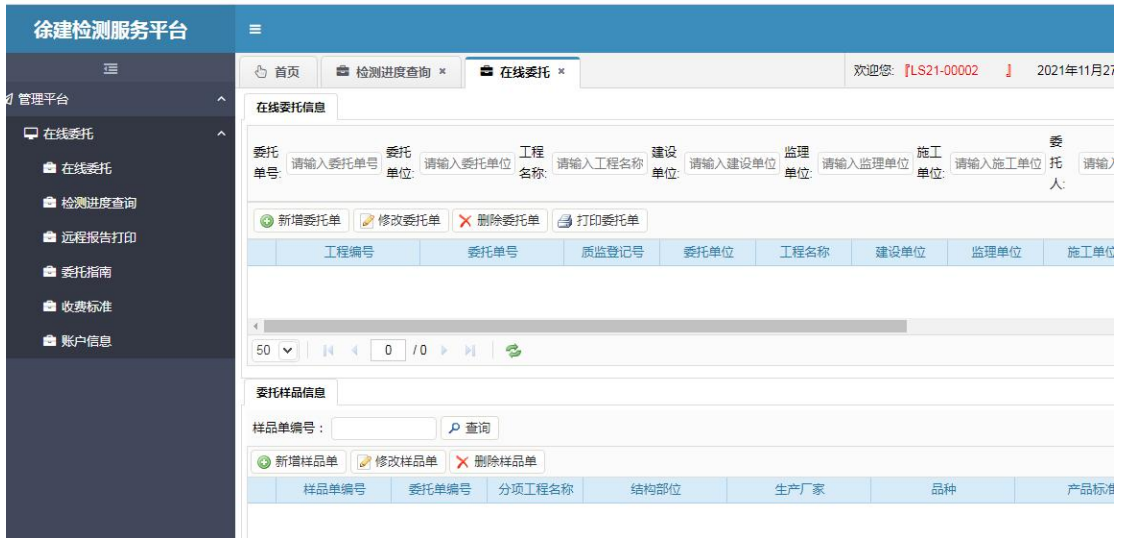 徐建检测服务平台
首页 检测进度查询 × 在线委托 × 欢迎您:『LS21-00002 』 2021年11月27
管理平台
在线委托
在线委托
检测进度查询
远程报告打印
委托指南
收费标准
账户信息
在线委托信息
委托单号: 请输入委托单号 委托单位: 请输入委托单位 工程名称: 请输入工程名称 建设单位: 请输入建设单位 监理单位: 请输入监理单位 施工单位: 请输入施工单位 委托人: 请输入
新增委托单 修改委托单 删除委托单 打印委托单
工程编号 委托单号 质监登记号 委托单位 工程名称 建设单位 监理单位 施工单位
50 0 /0
委托样品信息
样品单编号: 查询
新增样品单 修改样品单 删除样品单
样品单编号 委托单编号 分项工程名称 结构部位 生产厂家 品种 产品标准